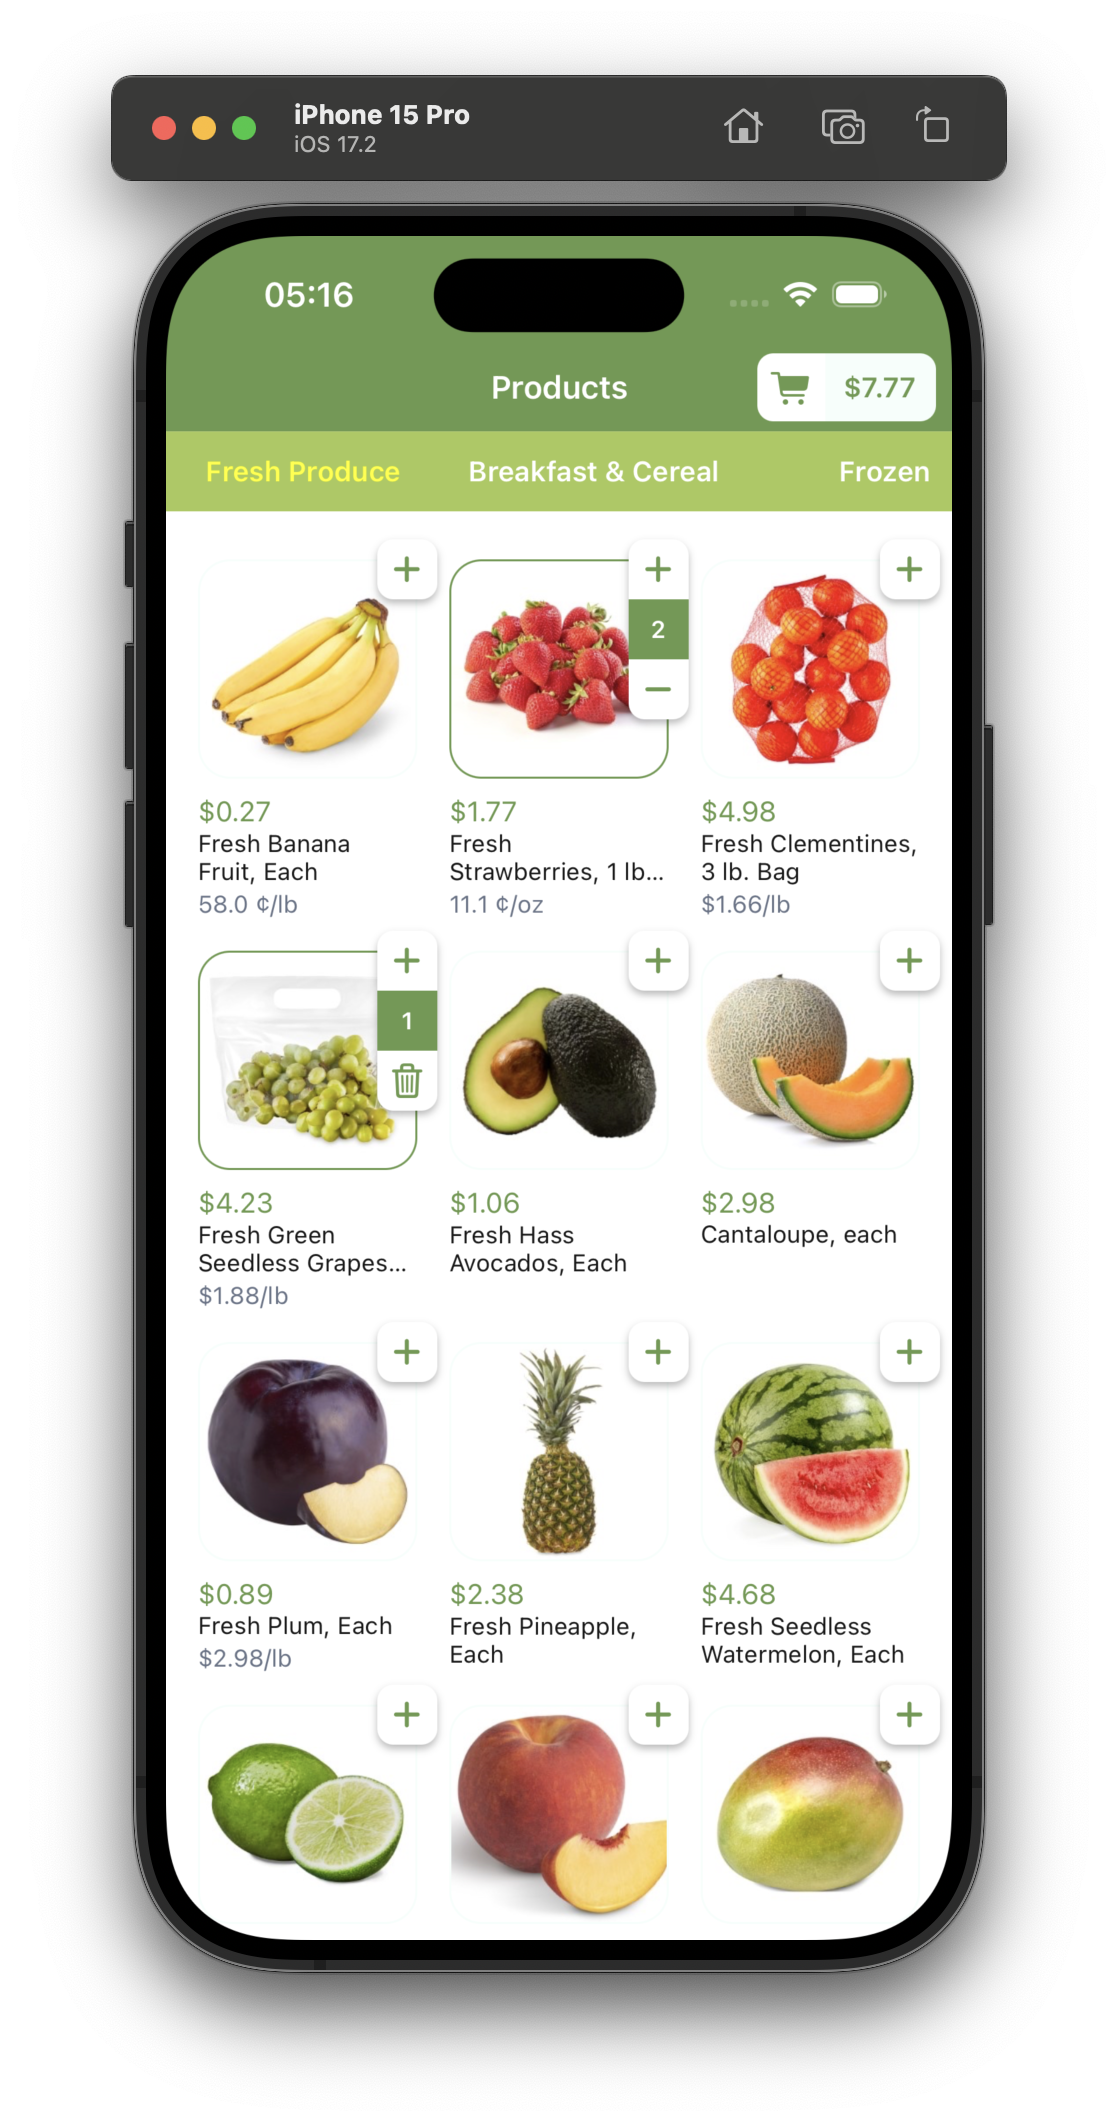 iPhone 15 Pro
iOS 17.2
05:16
Products
$7.77
Fresh Produce
Breakfast & Cereal
Frozen
2
$0.27
Fresh Banana
Fruit, Each
58.0 ¢/lb
$1.77
Fresh
Strawberries, 1 lb...
11.1 ¢/oz
$4.98
Fresh Clementines,
3 lb. Bag
$1.66/lb
1
$4.23
Fresh Green
Seedless Grapes...
$1.88/lb
$1.06
Fresh Hass
Avocados, Each
$2.98
Cantaloupe, each
$0.89
Fresh Plum, Each
$2.98/lb
$2.38
Fresh Pineapple,
Each
$4.68
Fresh Seedless
Watermelon, Each